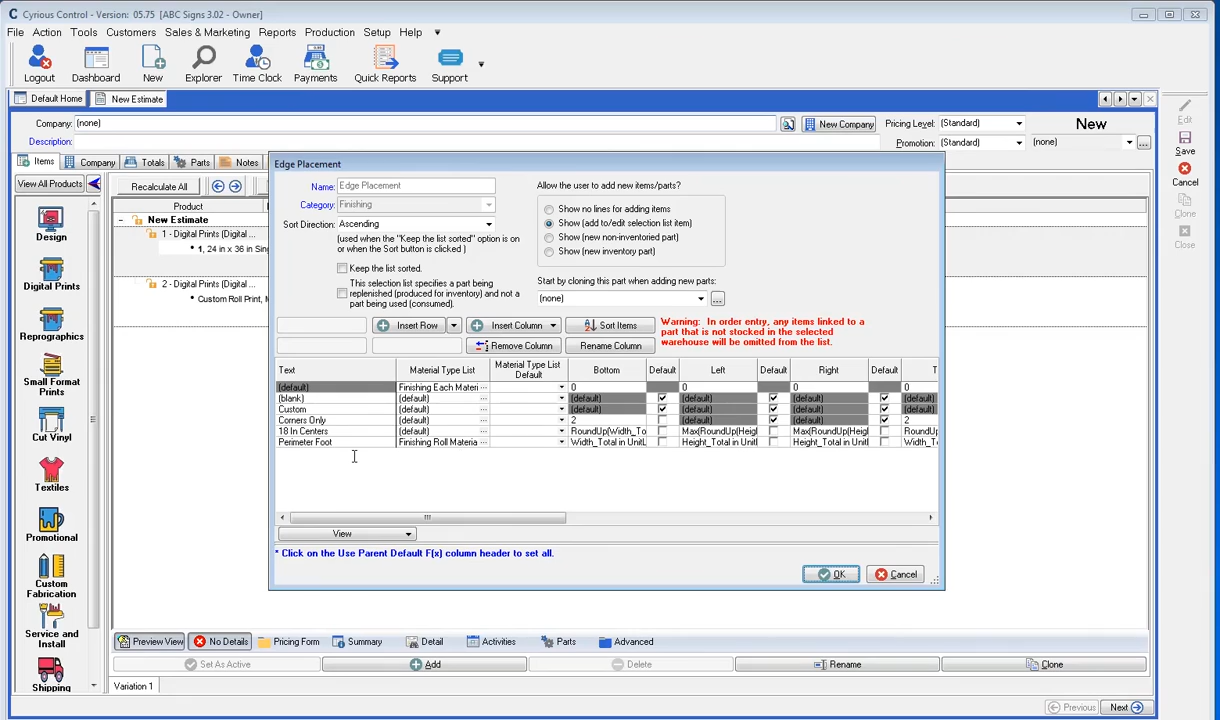 Cyrious Control - Version: 05.75 [ABC Signs 3.02 - Owner]
File Action Tools Customers Sales & Marketing Reports Production Setup Help
Logout Dashboard New Explorer Time Clock Payments Quick Reports Support
Default Home New Estimate
Company: (none) New Company Pricing Level: (Standard) New
Description: Promotion: (Standard) (none) ...
Edit
Save
Cancel
Clone
Close
Items Company Totals Parts Notes
View All Products Recalculate All
Product
New Estimate
1 - Digital Prints (Digital ...
• 1, 24 in x 36 in Sing
2 - Digital Prints (Digital ...
• Custom Roll Print, M
Design
Digital Prints
Reprographics
Small Format
Prints
Cut Vinyl
Textiles
Promotional
Custom
Fabrication
Service and
Install
Shipping
Edge Placement
Name: Edge Placement
Category: Finishing
Sort Direction: Ascending
(used when the "Keep the list sorted" option is on
or when the Sort button is clicked )
Keep the list sorted.
This selection list specifies a part being
replenished (produced for inventory) and not a
part being used (consumed).
Allow the user to add new items/parts?
Show no lines for adding items
Show (add to/edit selection list item)
Show (new non-inventoried part)
Show (new inventory part)
Start by cloning this part when adding new parts:
(none) ...
Insert Row Insert Column Sort Items
Remove Column Rename Column
Warning: In order entry, any items linked to a
part that is not stocked in the selected
warehouse will be omitted from the list.
Text Material Type List Material Type List Default Bottom Default Left Default Right Default T
(default) Finishing Each Materi ... 0 0 0 0
(blank) (default) ... (default) (default) (default) (default)
Custom (default) ... (default) (default) (default) (default)
Corners Only (default) ... 2 (default) (default) 2
18 In Centers (default) ... RoundUp(Width_To Max(RoundUp(Heig Max(RoundUp(Heig RoundU
Perimeter Foot Finishing Roll Materia ... Width_Total in UnitL Height_Total in Unit Height_Total in Unit Width_T
View
* Click on the Use Parent Default F(x) column header to set all.
OK Cancel
Preview View No Details Pricing Form Summary Detail Activities Parts Advanced
Set As Active Add Delete Rename Clone
Variation 1
Previous Next